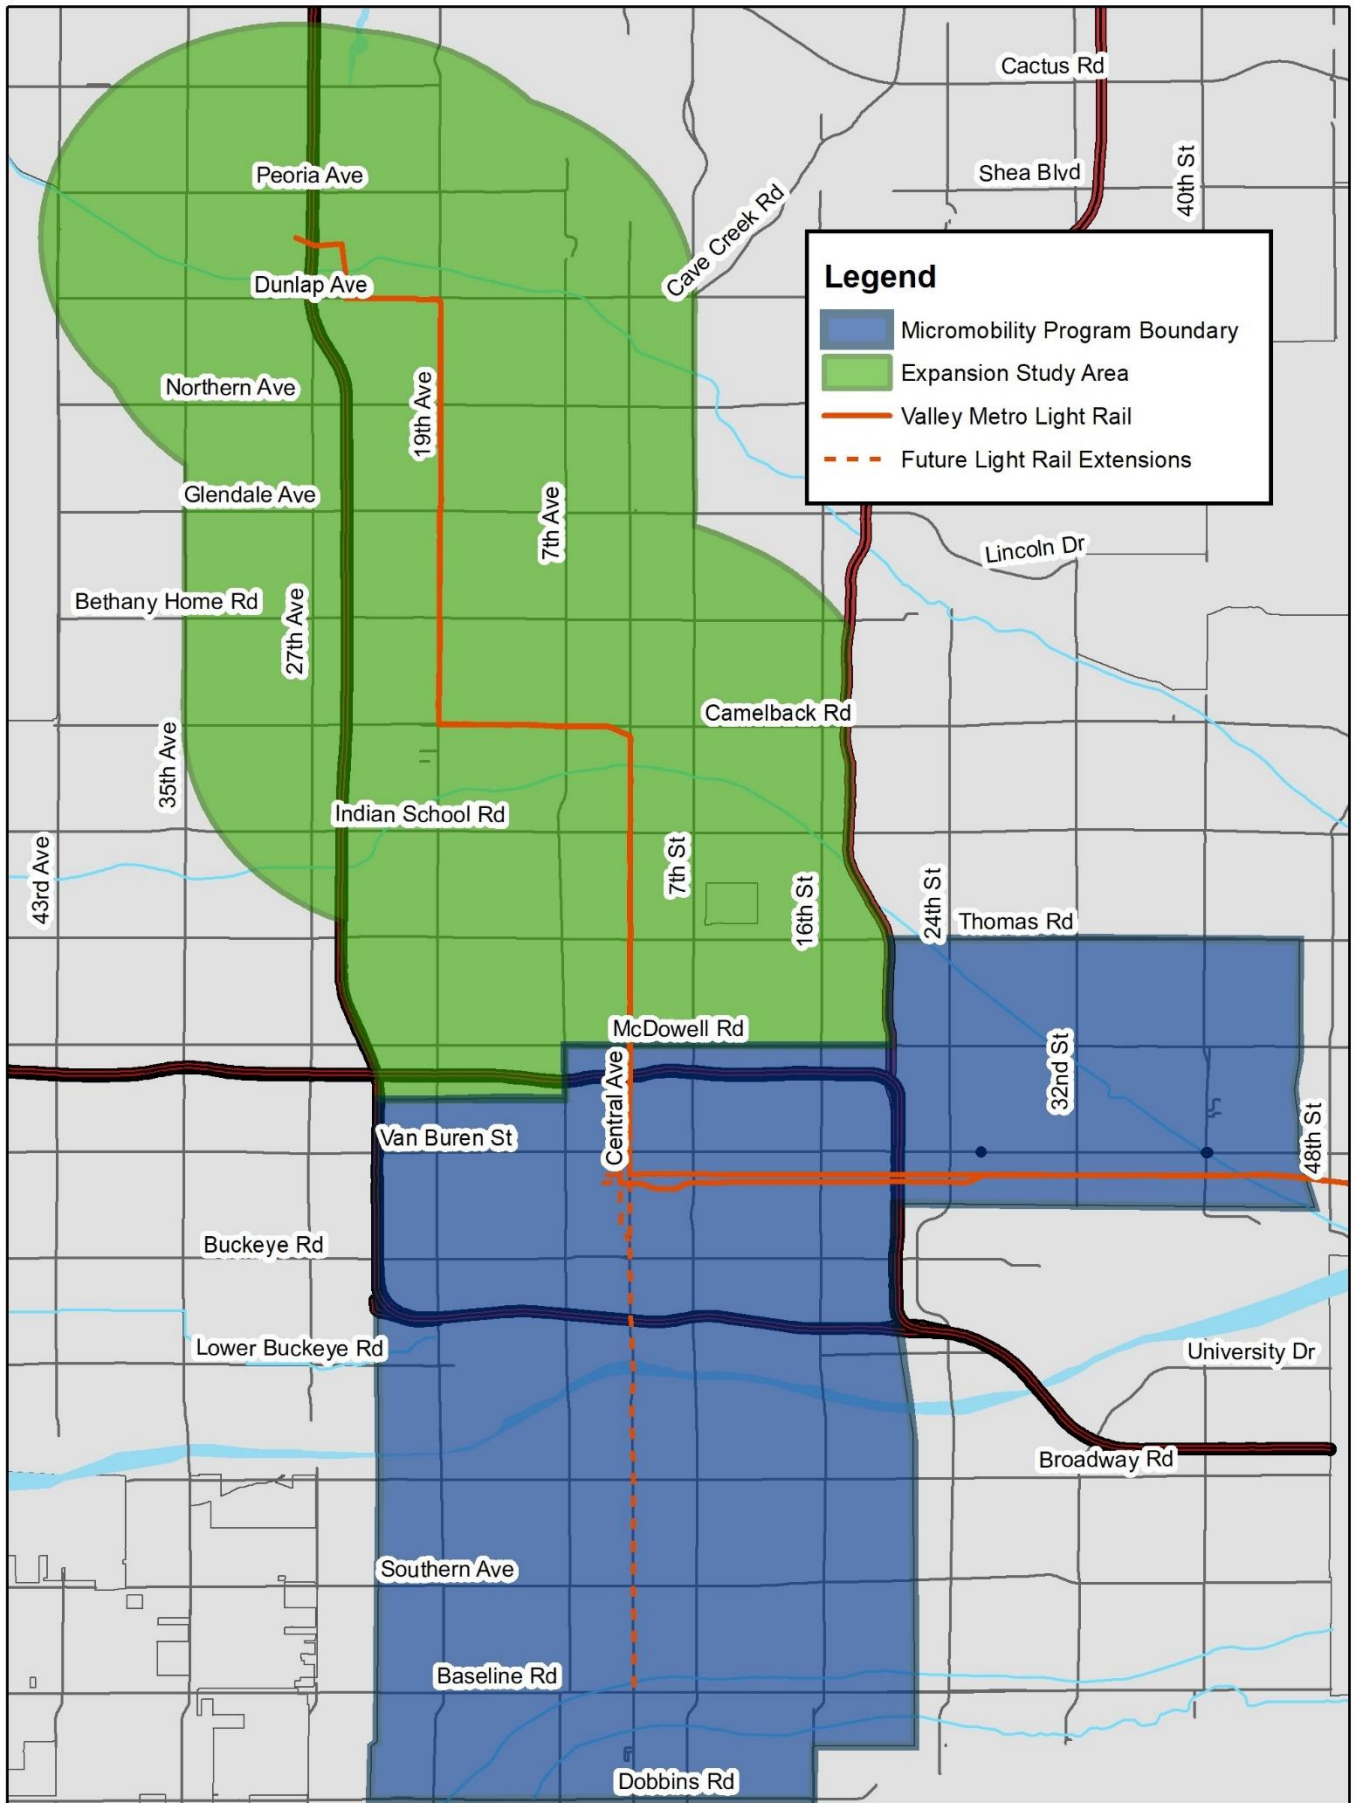 Cactus Rd
Peoria Ave
Shea Blvd
40th St
Cave Creek Rd
Legend
Micromobility Program Boundary
Expansion Study Area
Valley Metro Light Rail
Future Light Rail Extensions
Dunlap Ave
Northern Ave
19th Ave
Glendale Ave
7th Ave
Lincoln Dr
Bethany Home Rd
27th Ave
Camelback Rd
35th Ave
Indian School Rd
43rd Ave
7th St
16th St
24th St
Thomas Rd
McDowell Rd
Central Ave
32nd St
Van Buren St
48th St
Buckeye Rd
Lower Buckeye Rd
University Dr
Broadway Rd
Southern Ave
Baseline Rd
Dobbins Rd